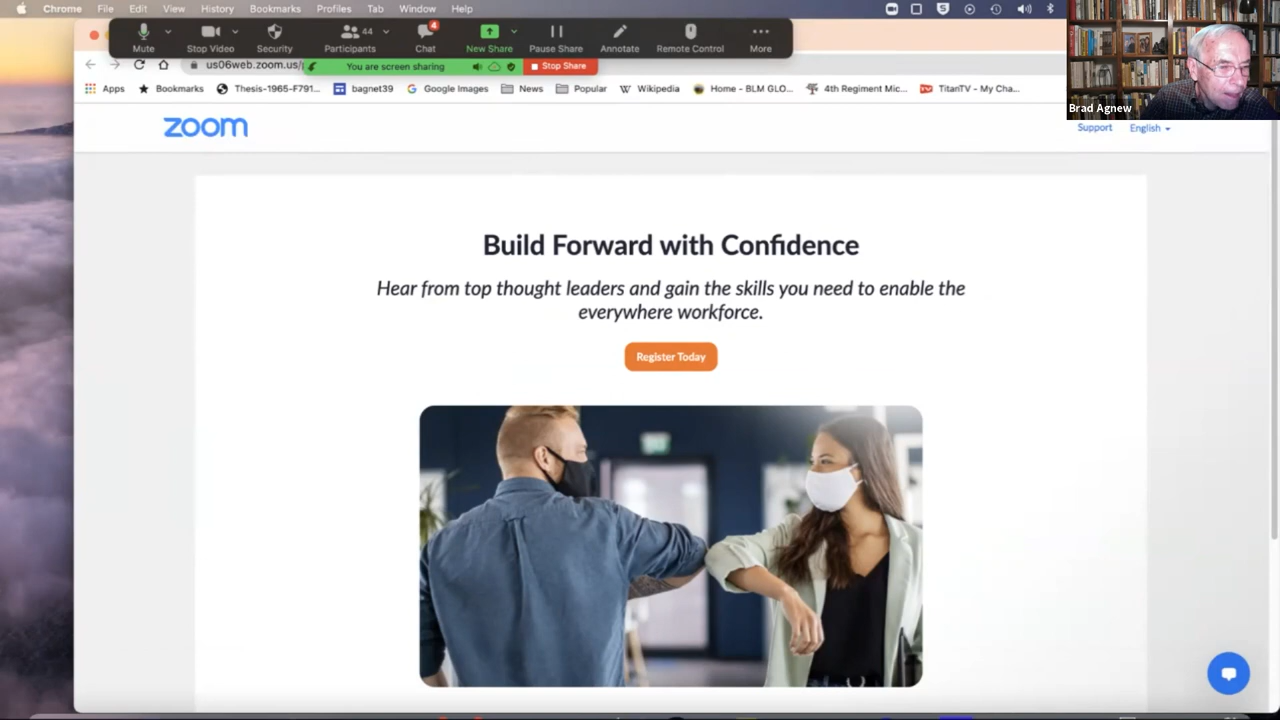 Chrome File Edit View History Bookmarks Profiles Tab Window Help
44
4
Mute Stop Video Security Participants Chat New Share Pause Share Annotate Remote Control More
us06web.zoom.us/
You are screen sharing
Stop Share
Apps Bookmarks Thesis-1965-F791... bagnet39 Google Images News Popular Wikipedia Home - BLM GLO... 4th Regiment Mic... TitanTV - My Cha...
Brad Agnew
zoom
Support English
Build Forward with Confidence
Hear from top thought leaders and gain the skills you need to enable the
everywhere workforce.
Register Today